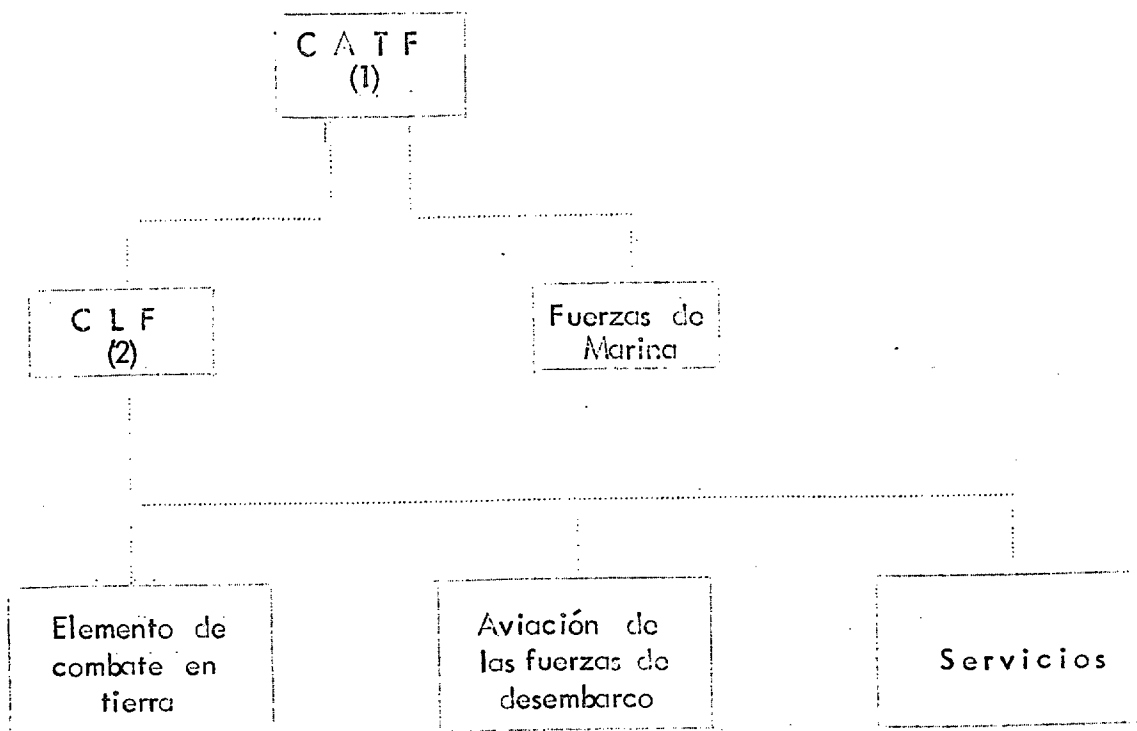 C A T F
(1)
C L F
(2)
Fuerzas de
Marina
Elemento de
combate en
tierra
Aviación de
las fuerzas de
desembarco
Servicios